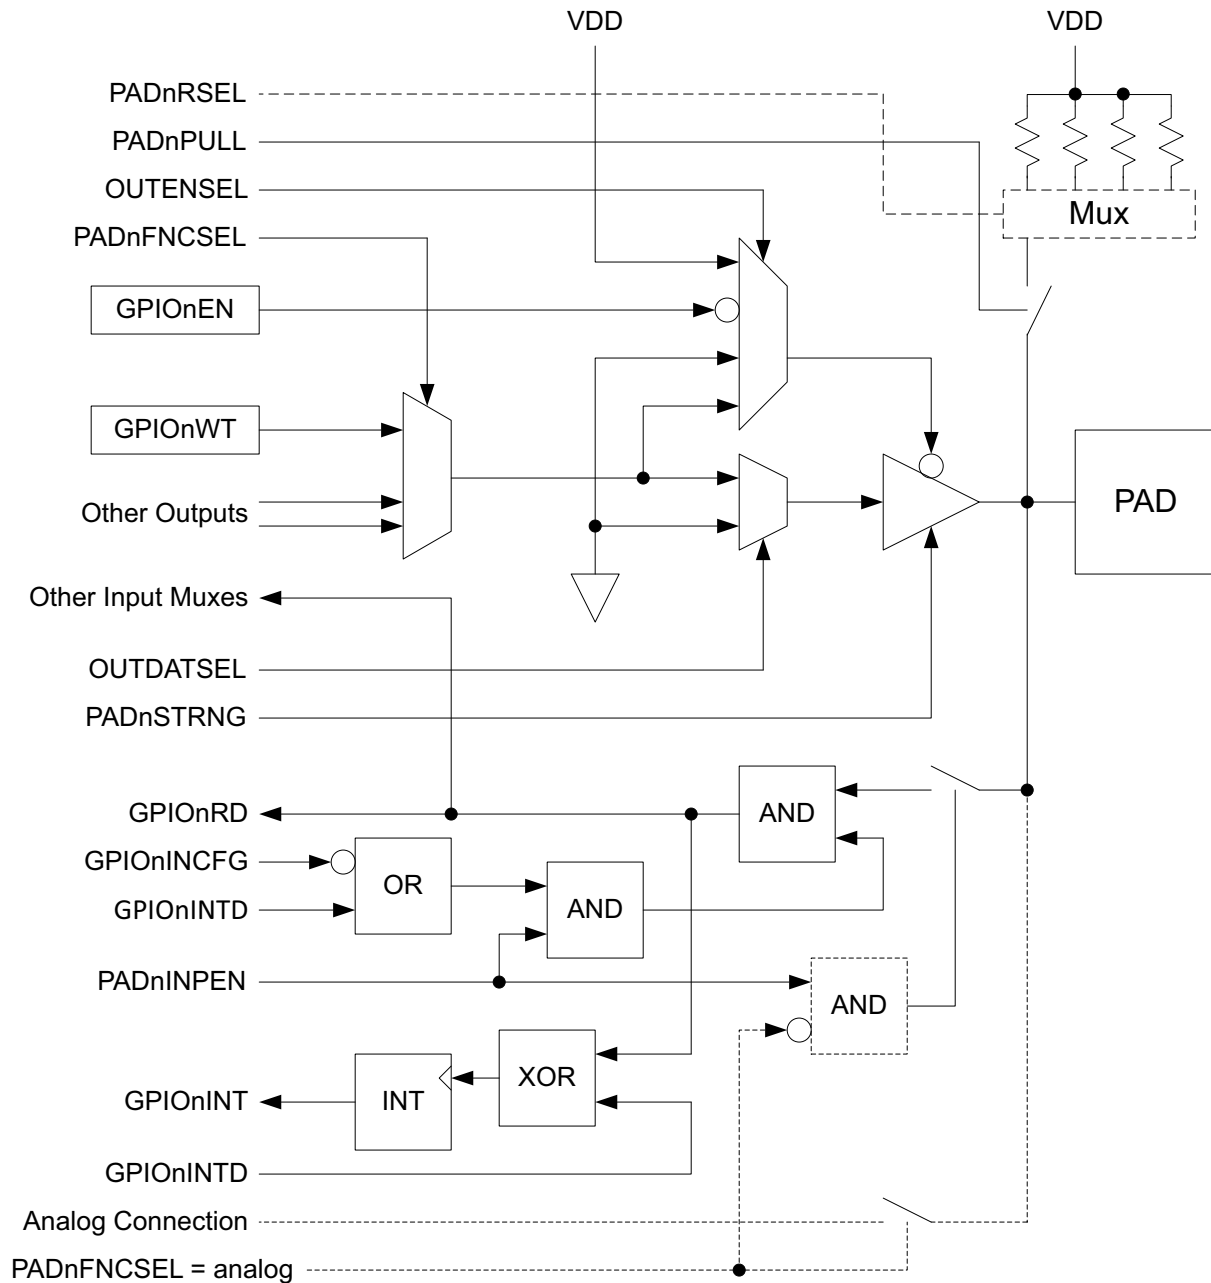 VDD
VDD
PADnRSEL
PADnPULL
OUTENSEL
Mux
PADnFNCSEL
GPIOnEN
GPIOnWT
PAD
Other Outputs
Other Input Muxes
OUTDATSEL
PADnSTRNG
GPIOnRD
AND
GPIOnINCFG
OR
GPIOnINTD
AND
PADnINPEN
AND
XOR
GPIOnINT
INT
GPIOnINTD
Analog Connection
PADnFNCSEL = analog